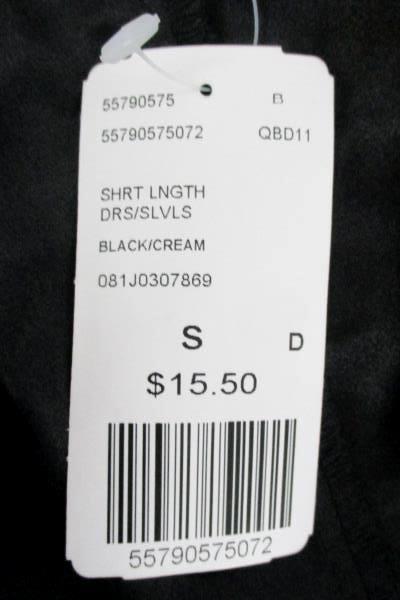 55790575 B
55790575072 QBD11
SHRT LNGTH
DRS/SLVLS
BLACK/CREAM
081J0307869
S D
$15.50
55790575072